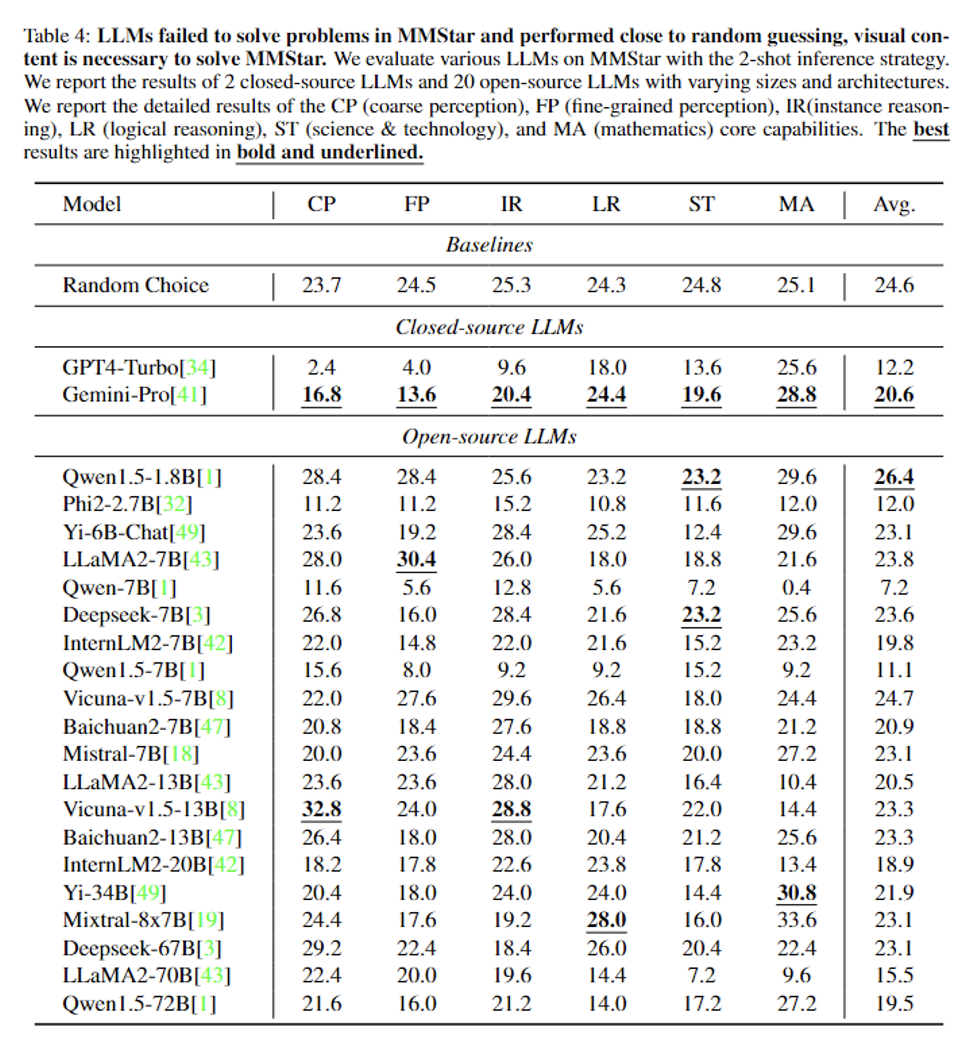 Table 4: LLMs failed to solve problems in MMStar and performed close to random guessing, visual con-
tent is necessary to solve MMStar. We evaluate various LLMs on MMStar with the 2-shot inference strategy.
We report the results of 2 closed-source LLMs and 20 open-source LLMs with varying sizes and architectures.
We report the detailed results of the CP (coarse perception), FP (fine-grained perception), IR(instance reason-
ing), LR (logical reasoning), ST (science & technology), and MA (mathematics) core capabilities. The best
results are highlighted in bold and underlined.
Model CP FP IR LR ST MA Avg.
Baselines
Random Choice 23.7 24.5 25.3 24.3 24.8 25.1 24.6
Closed-source LLMs
GPT4-Turbo[34] 2.4 4.0 9.6 18.0 13.6 25.6 12.2
Gemini-Pro[41] 16.8 13.6 20.4 24.4 19.6 28.8 20.6
Open-source LLMs
Qwen1.5-1.8B[1] 28.4 28.4 25.6 23.2 23.2 29.6 26.4
Phi2-2.7B[32] 11.2 11.2 15.2 10.8 11.6 12.0 12.0
Yi-6B-Chat[49] 23.6 19.2 28.4 25.2 12.4 29.6 23.1
LLaMA2-7B[43] 28.0 30.4 26.0 18.0 18.8 21.6 23.8
Qwen-7B[1] 11.6 5.6 12.8 5.6 7.2 0.4 7.2
Deepseek-7B[3] 26.8 16.0 28.4 21.6 23.2 25.6 23.6
InternLM2-7B[42] 22.0 14.8 22.0 21.6 15.2 23.2 19.8
Qwen1.5-7B[1] 15.6 8.0 9.2 9.2 15.2 9.2 11.1
Vicuna-v1.5-7B[8] 22.0 27.6 29.6 26.4 18.0 24.4 24.7
Baichuan2-7B[47] 20.8 18.4 27.6 18.8 18.8 21.2 20.9
Mistral-7B[18] 20.0 23.6 24.4 23.6 20.0 27.2 23.1
LLaMA2-13B[43] 23.6 23.6 28.0 21.2 16.4 10.4 20.5
Vicuna-v1.5-13B[8] 32.8 24.0 28.8 17.6 22.0 14.4 23.3
Baichuan2-13B[47] 26.4 18.0 28.0 20.4 21.2 25.6 23.3
InternLM2-20B[42] 18.2 17.8 22.6 23.8 17.8 13.4 18.9
Yi-34B[49] 20.4 18.0 24.0 24.0 14.4 30.8 21.9
Mixtral-8x7B[19] 24.4 17.6 19.2 28.0 16.0 33.6 23.1
Deepseek-67B[3] 29.2 22.4 18.4 26.0 20.4 22.4 23.1
LLaMA2-70B[43] 22.4 20.0 19.6 14.4 7.2 9.6 15.5
Qwen1.5-72B[1] 21.6 16.0 21.2 14.0 17.2 27.2 19.5